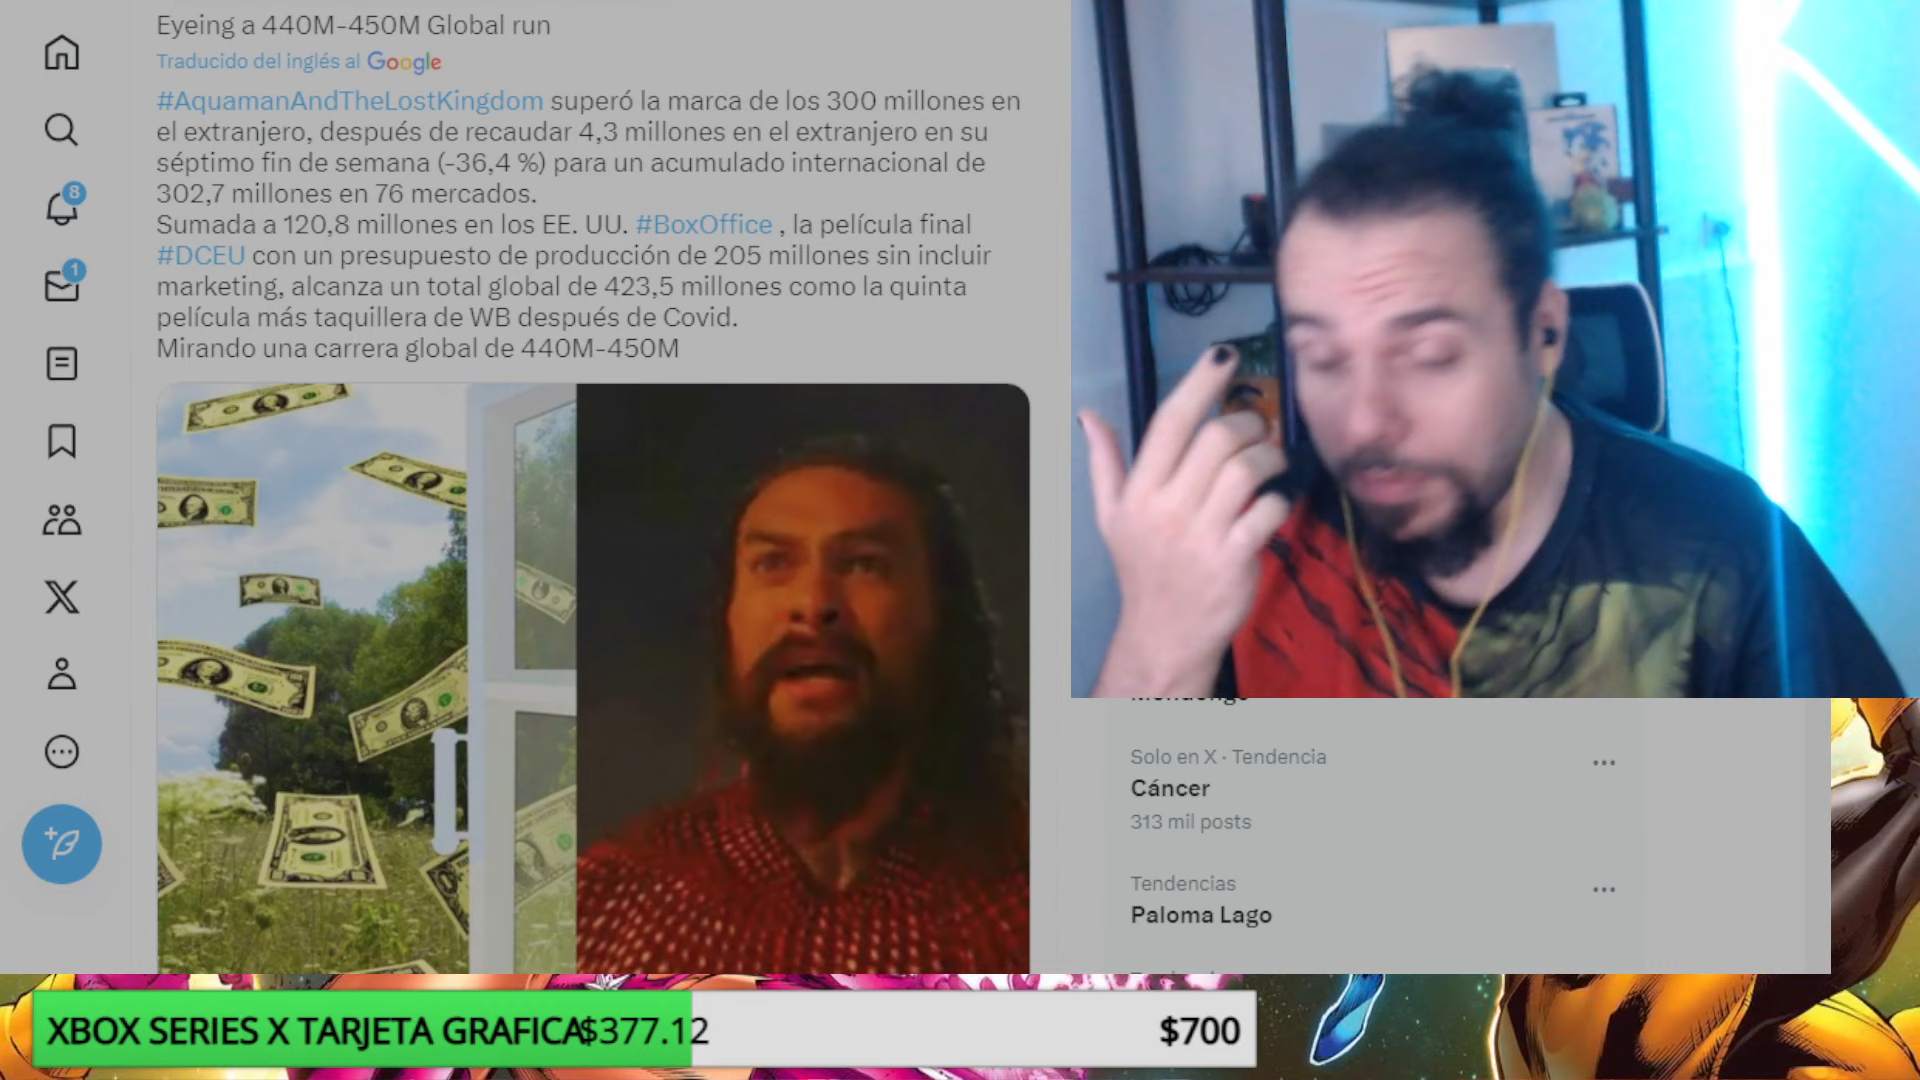 Eyeing a 440M-450M Global run
Traducido del inglés al Google
#AquamanAndTheLostKingdom superó la marca de los 300 millones en
el extranjero, después de recaudar 4,3 millones en el extranjero en su
séptimo fin de semana (-36,4 %) para un acumulado internacional de
302,7 millones en 76 mercados.
Sumada a 120,8 millones en los EE. UU. #BoxOffice , la película final
#DCEU con un presupuesto de producción de 205 millones sin incluir
marketing, alcanza un total global de 423,5 millones como la quinta
película más taquillera de WB después de Covid.
Mirando una carrera global de 440M-450M
8
1
Solo en X · Tendencia
Cáncer
313 mil posts
Tendencias
Paloma Lago
XBOX SERIES X TARJETA GRAFICA $377.12 $700